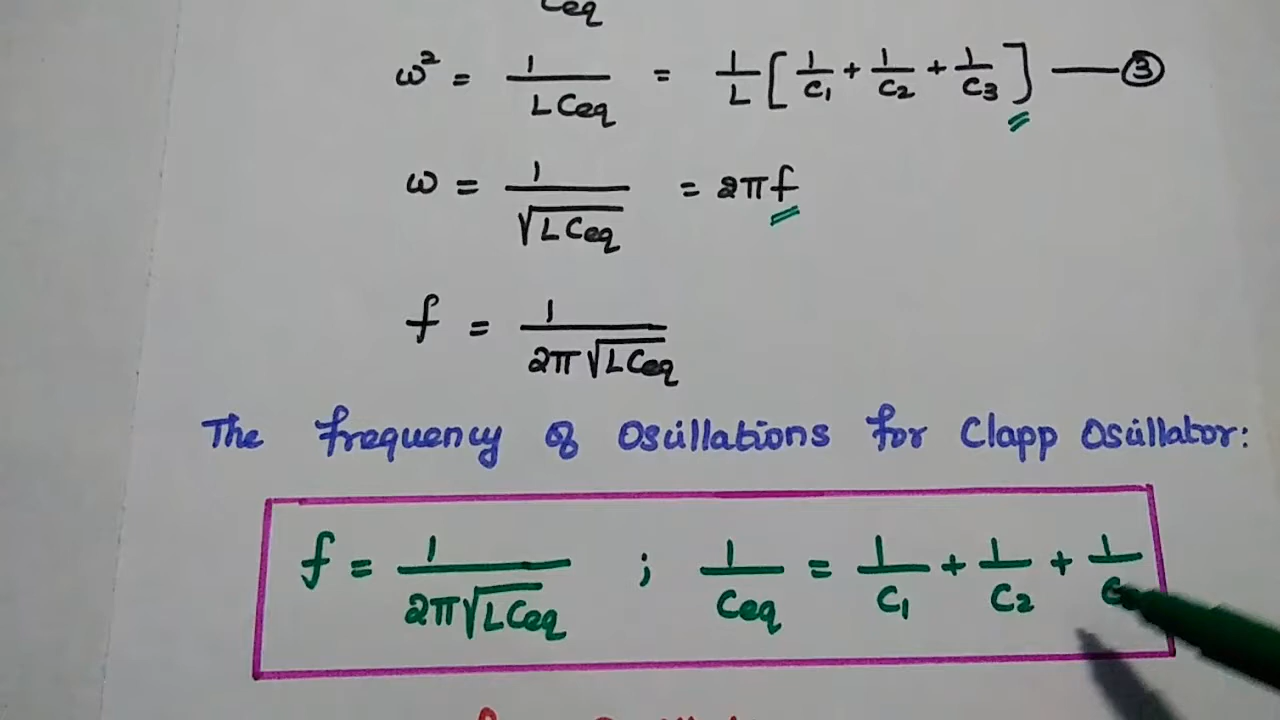 Ceq
ω² = 1/LCeq = 1/L [1/C1 + 1/C2 + 1/C3] —— ③
ω = 1/√LCeq = 2πf
f = 1/2π√LCeq
The frequency of Oscillations for Clapp Oscillator:
f = 1/2π√LCeq ; 1/Ceq = 1/C1 + 1/C2 + 1/